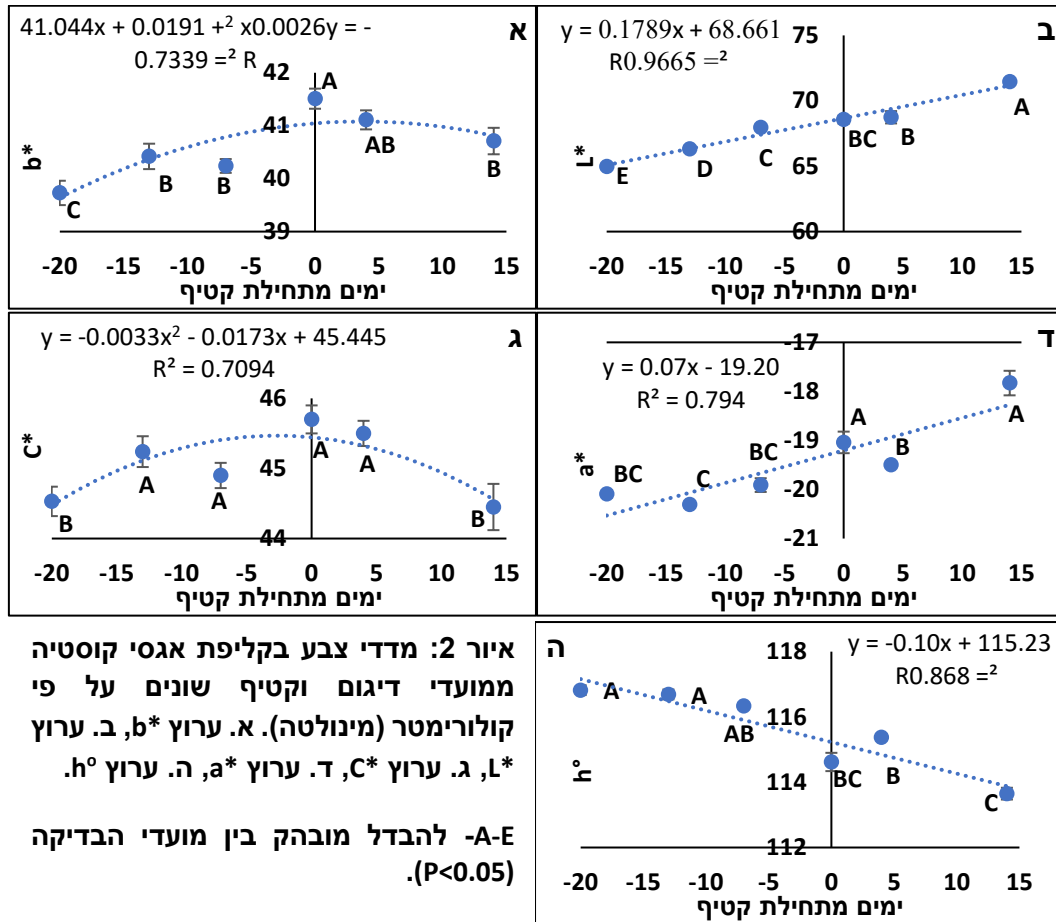 א
41.044x + 0.0191 +² x0.0026y = -
0.7339 =² R
42
41
40
39
b*
A
AB
B
B
B
C
-20 -15 -10 -5 0 5 10 15
ימים מתחילת קטיף
ב
y = 0.1789x + 68.661
R0.9665 =²
75
70
65
60
L*
E
D
C
BC
B
A
-20 -15 -10 -5 0 5 10 15
ימים מתחילת קטיף
ג
y = -0.0033x² - 0.0173x + 45.445
R² = 0.7094
46
45
44
C*
B
A
A
A
A
B
-20 -15 -10 -5 0 5 10 15
ימים מתחילת קטיף
ד
y = 0.07x - 19.20
R² = 0.794
-17
-18
-19
-20
-21
a*
BC
C
BC
A
B
A
-20 -15 -10 -5 0 5 10 15
ימים מתחילת קטיף
ה
y = -0.10x + 115.23
R0.868 =²
118
116
114
112
h°
A
A
AB
BC
B
C
-20 -15 -10 -5 0 5 10 15
ימים מתחילת קטיף
איור 2: מדדי צבע בקליפת אגסי קוסטיה
ממועדי דיגום וקטיף שונים על פי
קולורימטר (מינולטה). א. ערוץ b*, ב. ערוץ
L*, ג. ערוץ C*, ד. ערוץ a*, ה. ערוץ h°.
A-E- להבדל מובהק בין מועדי הבדיקה
(P<0.05).